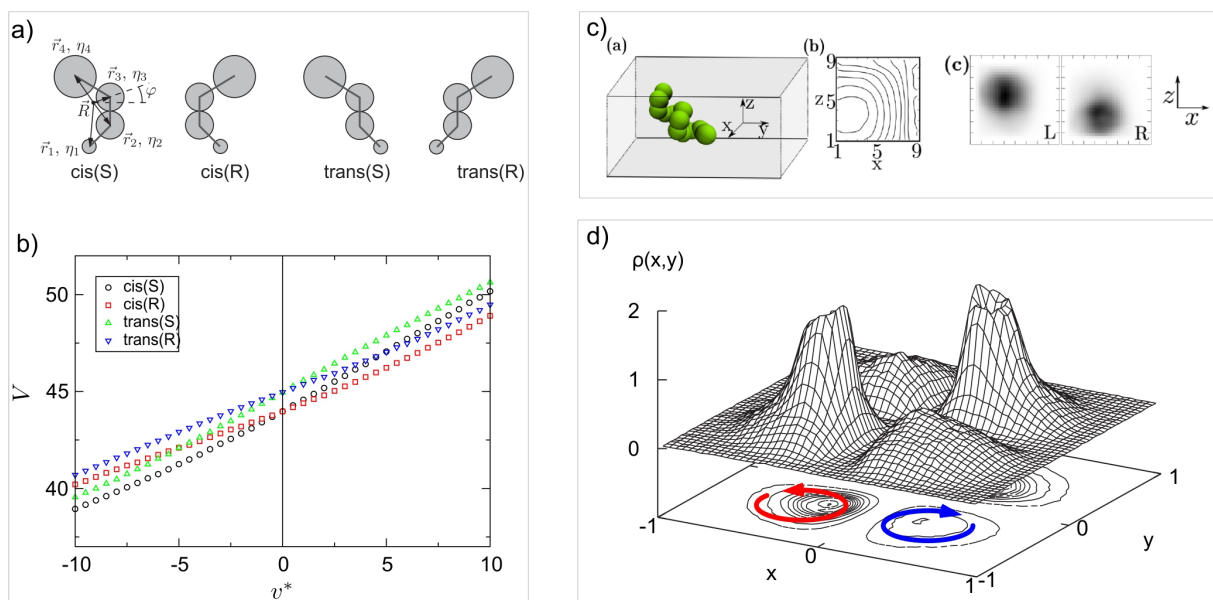 a)
r⃗₄, η₄
r⃗₃, η₃
φ
R⃗
r⃗₁, η₁
r⃗₂, η₂
cis(S) cis(R) trans(S) trans(R)
b)
cis(S)
cis(R)
trans(S)
trans(R)
50
45
40
V
-10 -5 0 5 10
v*
c)
(a)
z
x y
(b)
9
z 5
1
1 5 9
x
(c)
L R
z
x
d)
ρ(x,y)
2
1
0
-1 0 1
x
-1 0 1
y